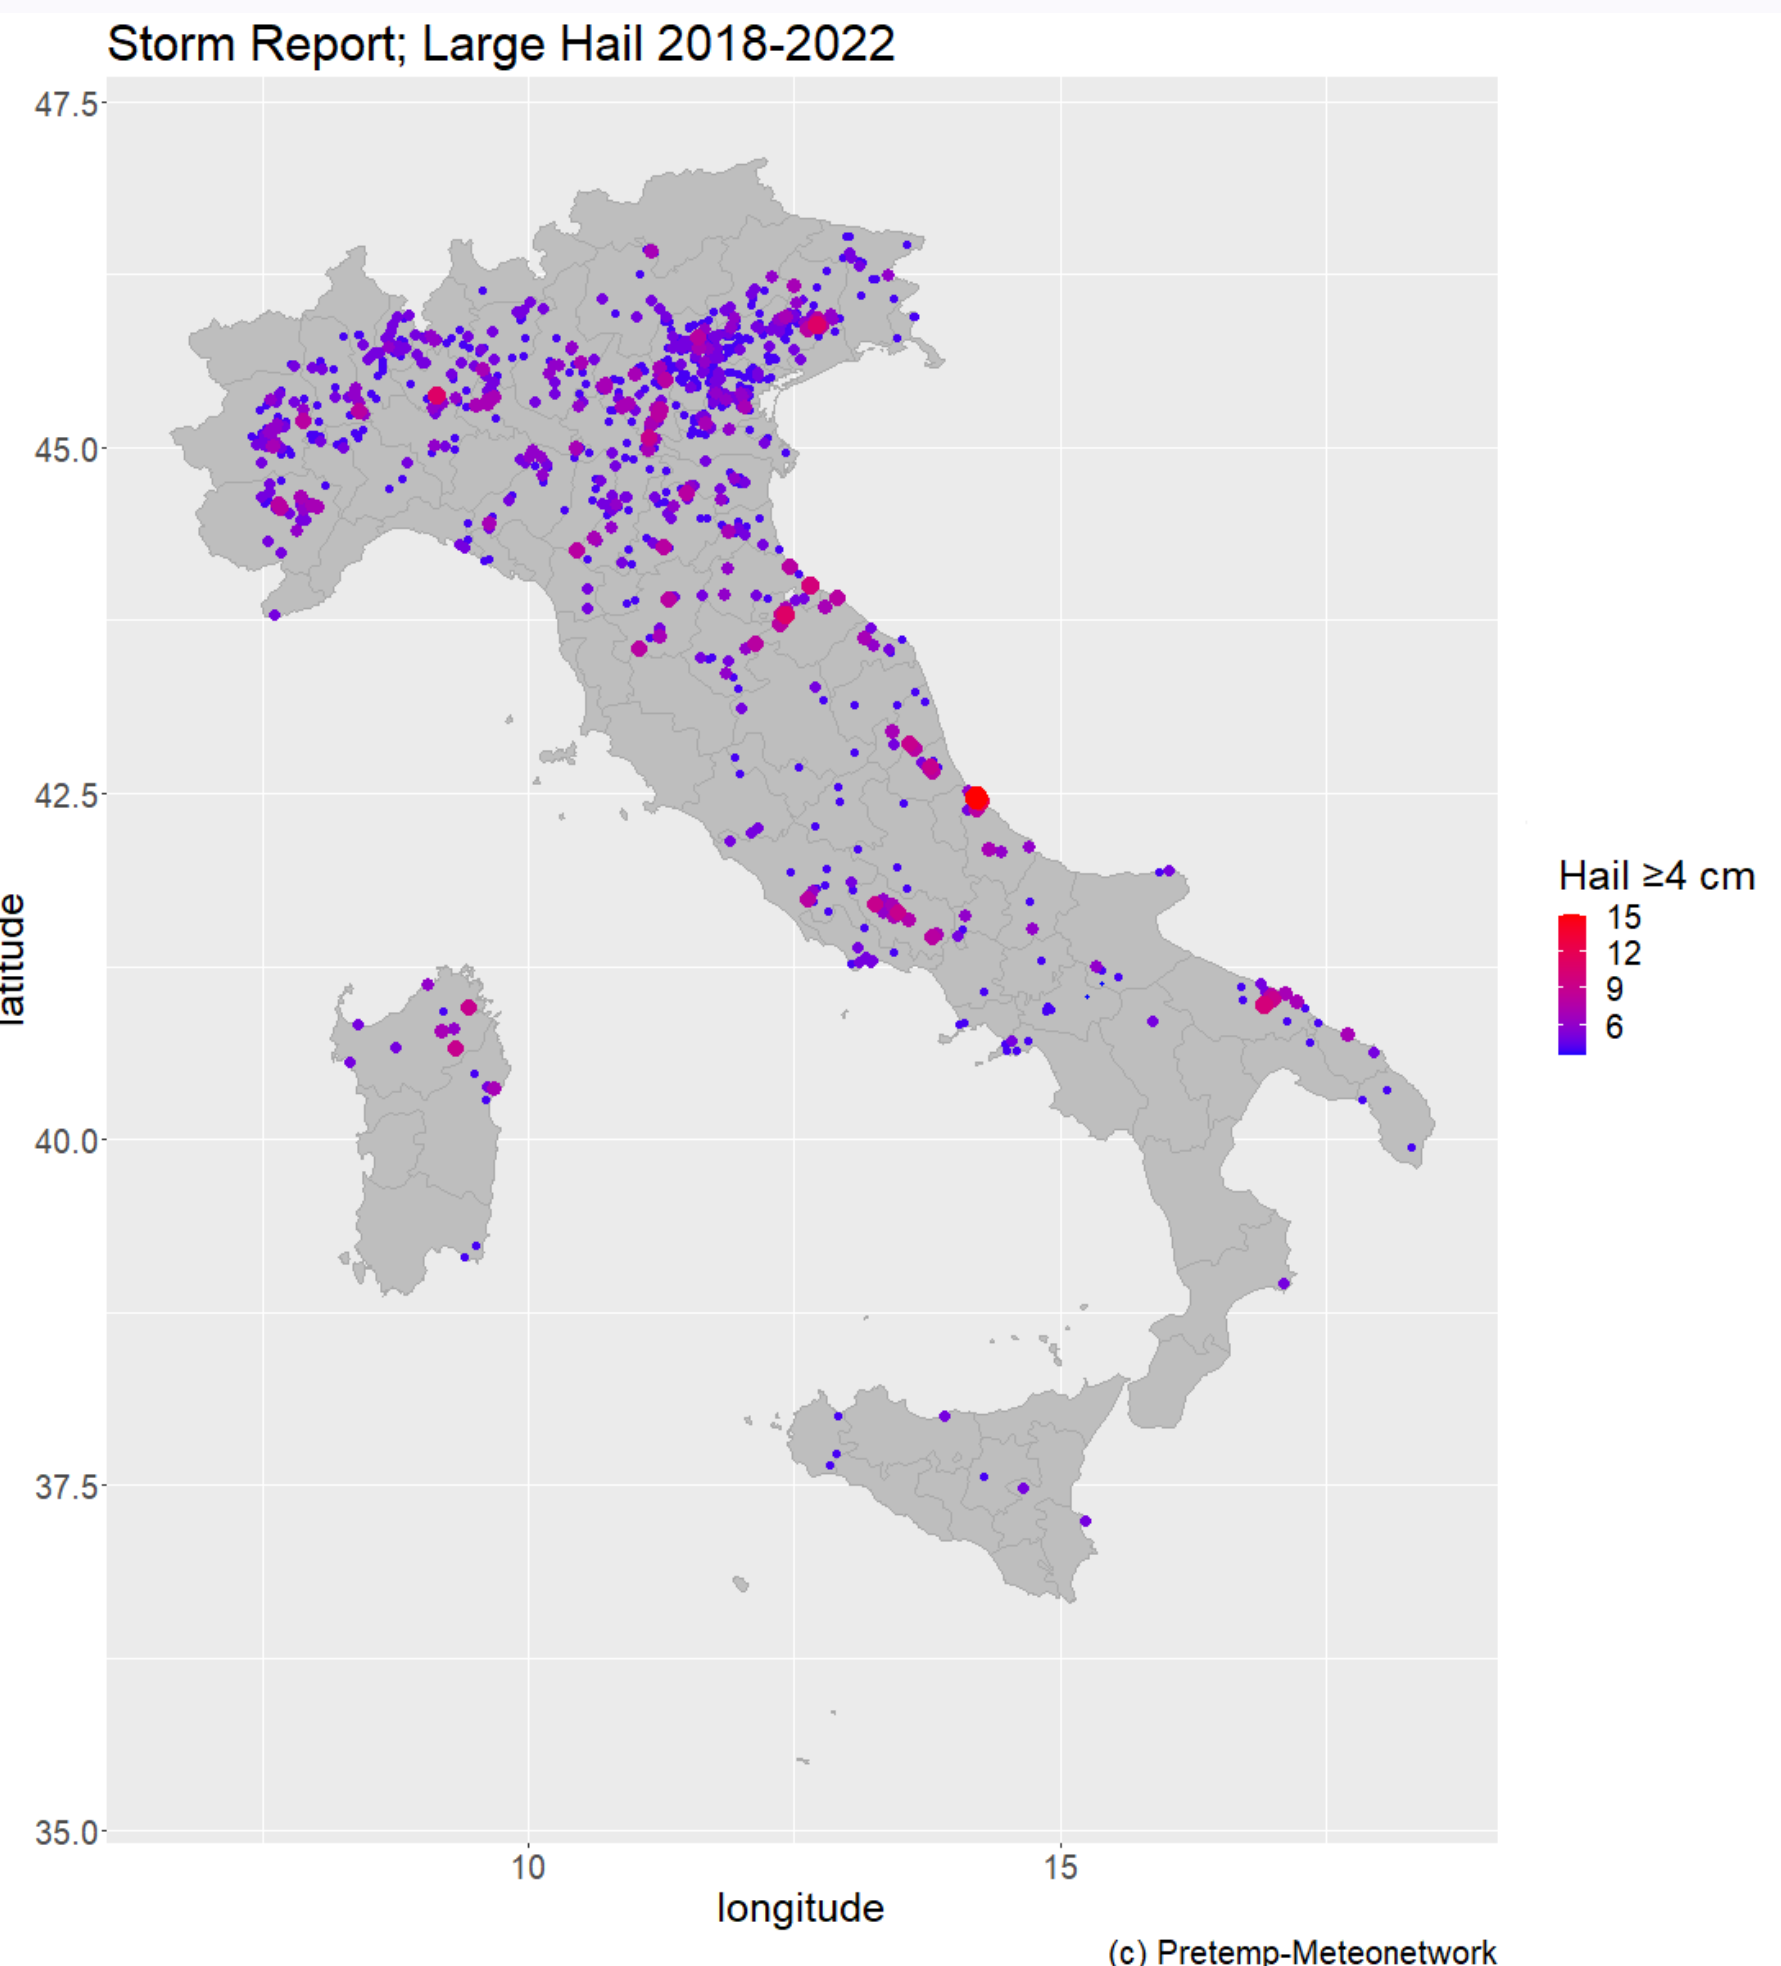 Storm Report; Large Hail 2018-2022
47.5
45.0
42.5
40.0
37.5
35.0
latitude
10
15
longitude
Hail ≥4 cm
15
12
9
6
(c) Pretemp-Meteonetwork